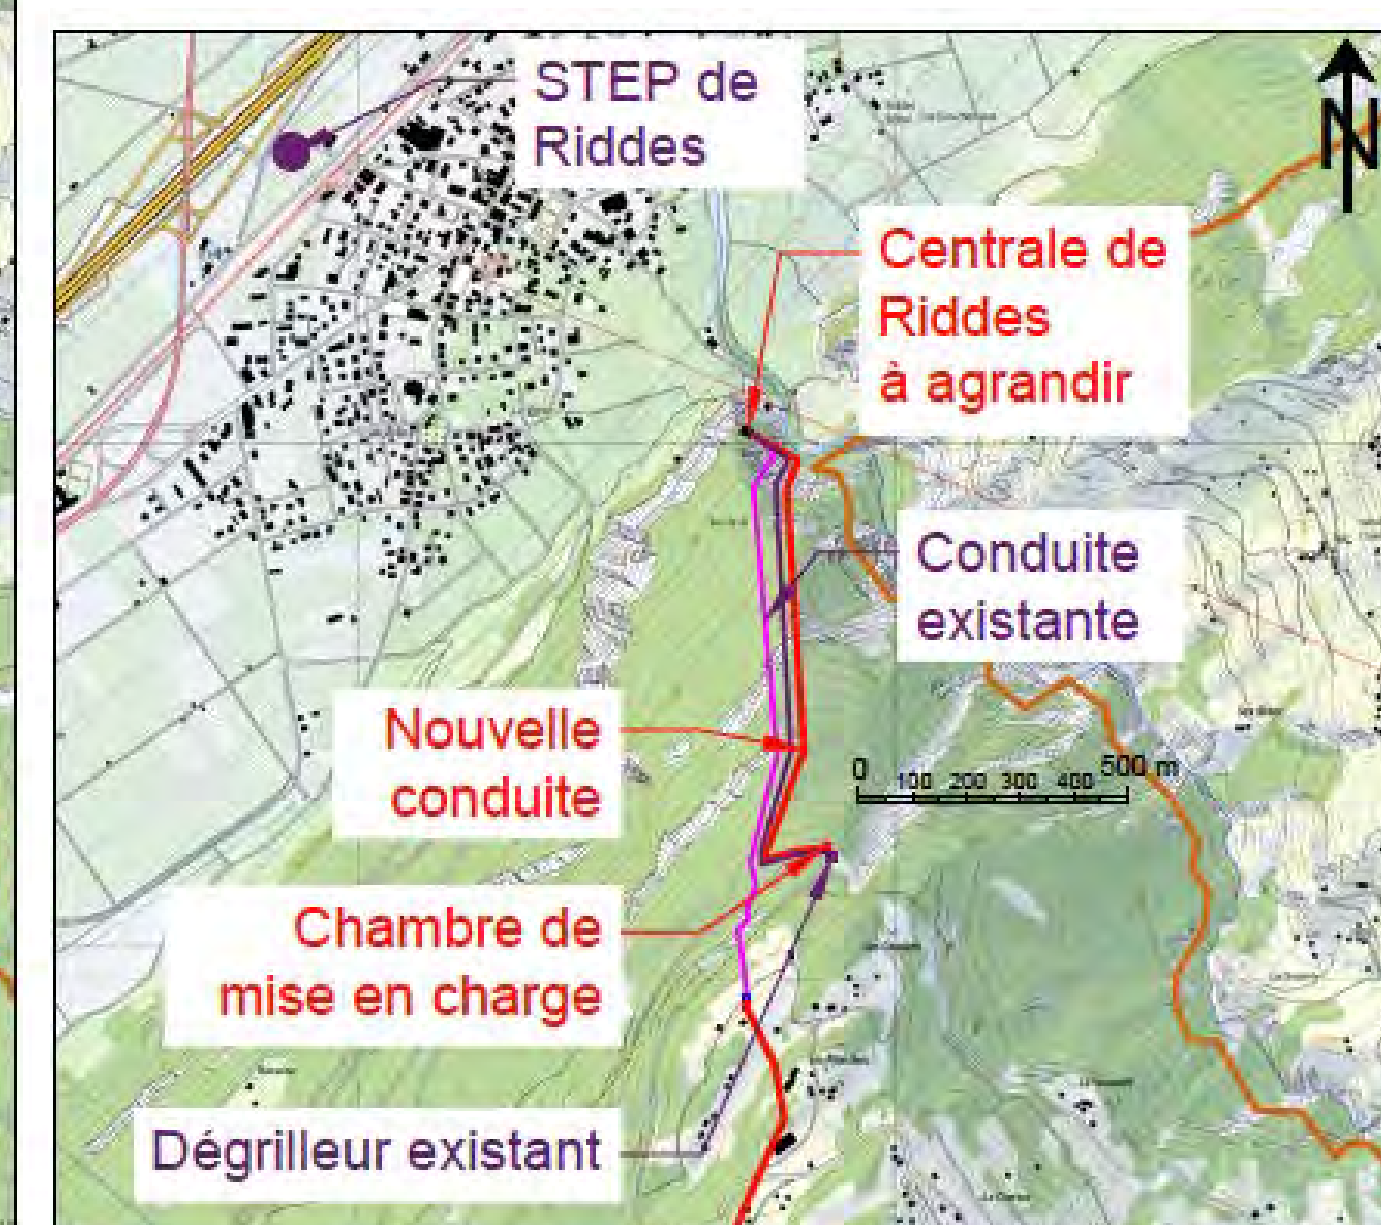 STEP de
Riddes
N
Centrale de
Riddes
à agrandir
Conduite
existante
Nouvelle
conduite
0 100 200 300 400 500 m
Chambre de
mise en charge
Dégrilleur existant